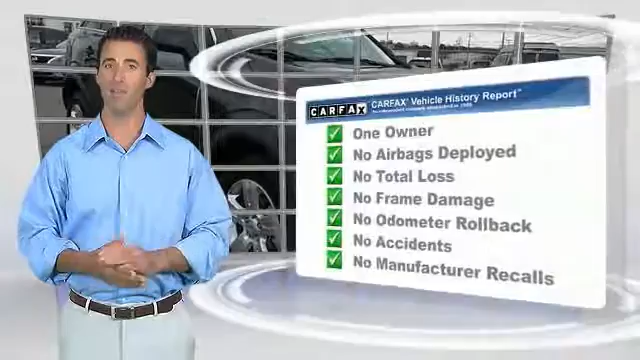 CARFAX
CARFAX Vehicle History Report™
One Owner
No Airbags Deployed
No Total Loss
No Frame Damage
No Odometer Rollback
No Accidents
No Manufacturer Recalls